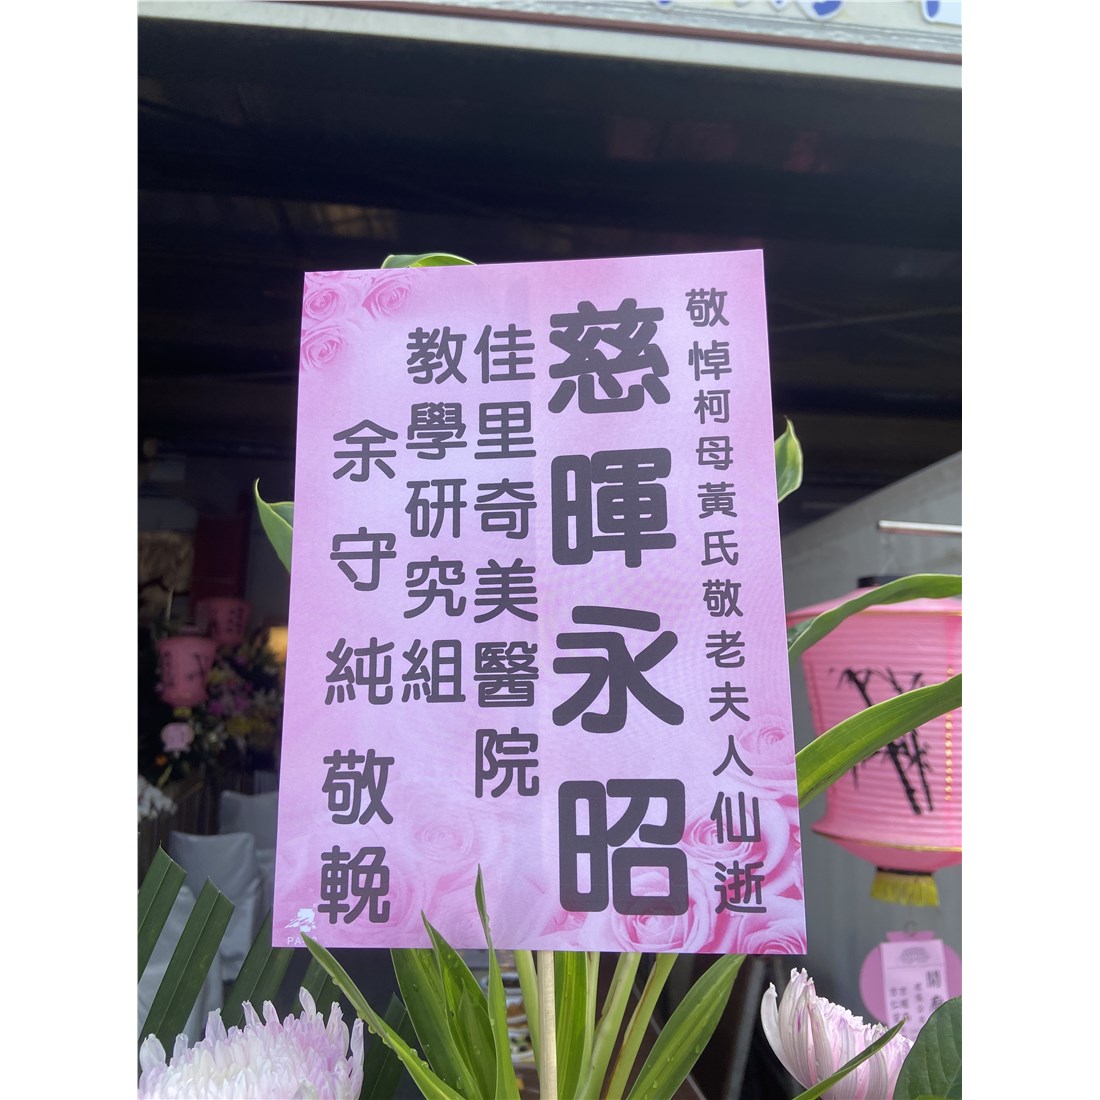 敬悼柯母黃氏敬老夫人仙逝
慈暉永昭
佳里奇美醫院
教學研究組
余守純敬輓